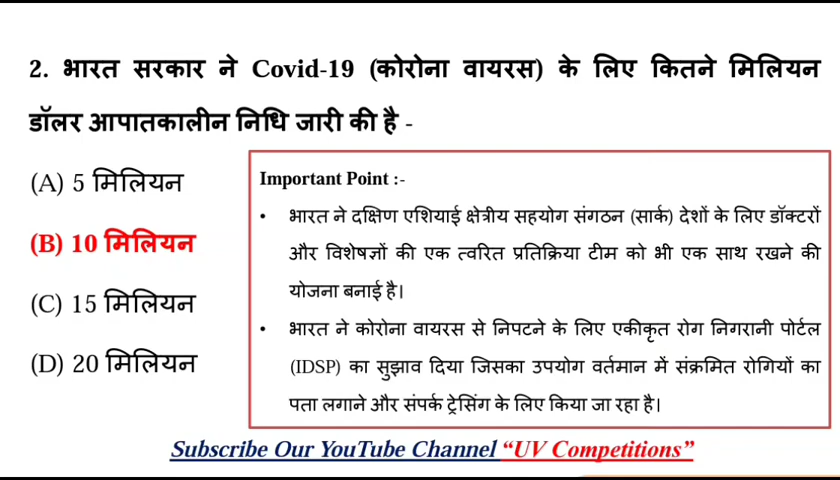 2. भारत सरकार ने Covid-19 (कोरोना वायरस) के लिए कितने मिलियन
डॉलर आपातकालीन निधि जारी की है -
(A) 5 मिलियन
(B) 10 मिलियन
(C) 15 मिलियन
(D) 20 मिलियन
Important Point :-
• भारत ने दक्षिण एशियाई क्षेत्रीय सहयोग संगठन (सार्क) देशों के लिए डॉक्टरों
और विशेषज्ञों की एक त्वरित प्रतिक्रिया टीम को भी एक साथ रखने की
योजना बनाई है।
• भारत ने कोरोना वायरस से निपटने के लिए एकीकृत रोग निगरानी पोर्टल
(IDSP) का सुझाव दिया जिसका उपयोग वर्तमान में संक्रमित रोगियों का
पता लगाने और संपर्क ट्रेसिंग के लिए किया जा रहा है।
Subscribe Our YouTube Channel “UV Competitions”